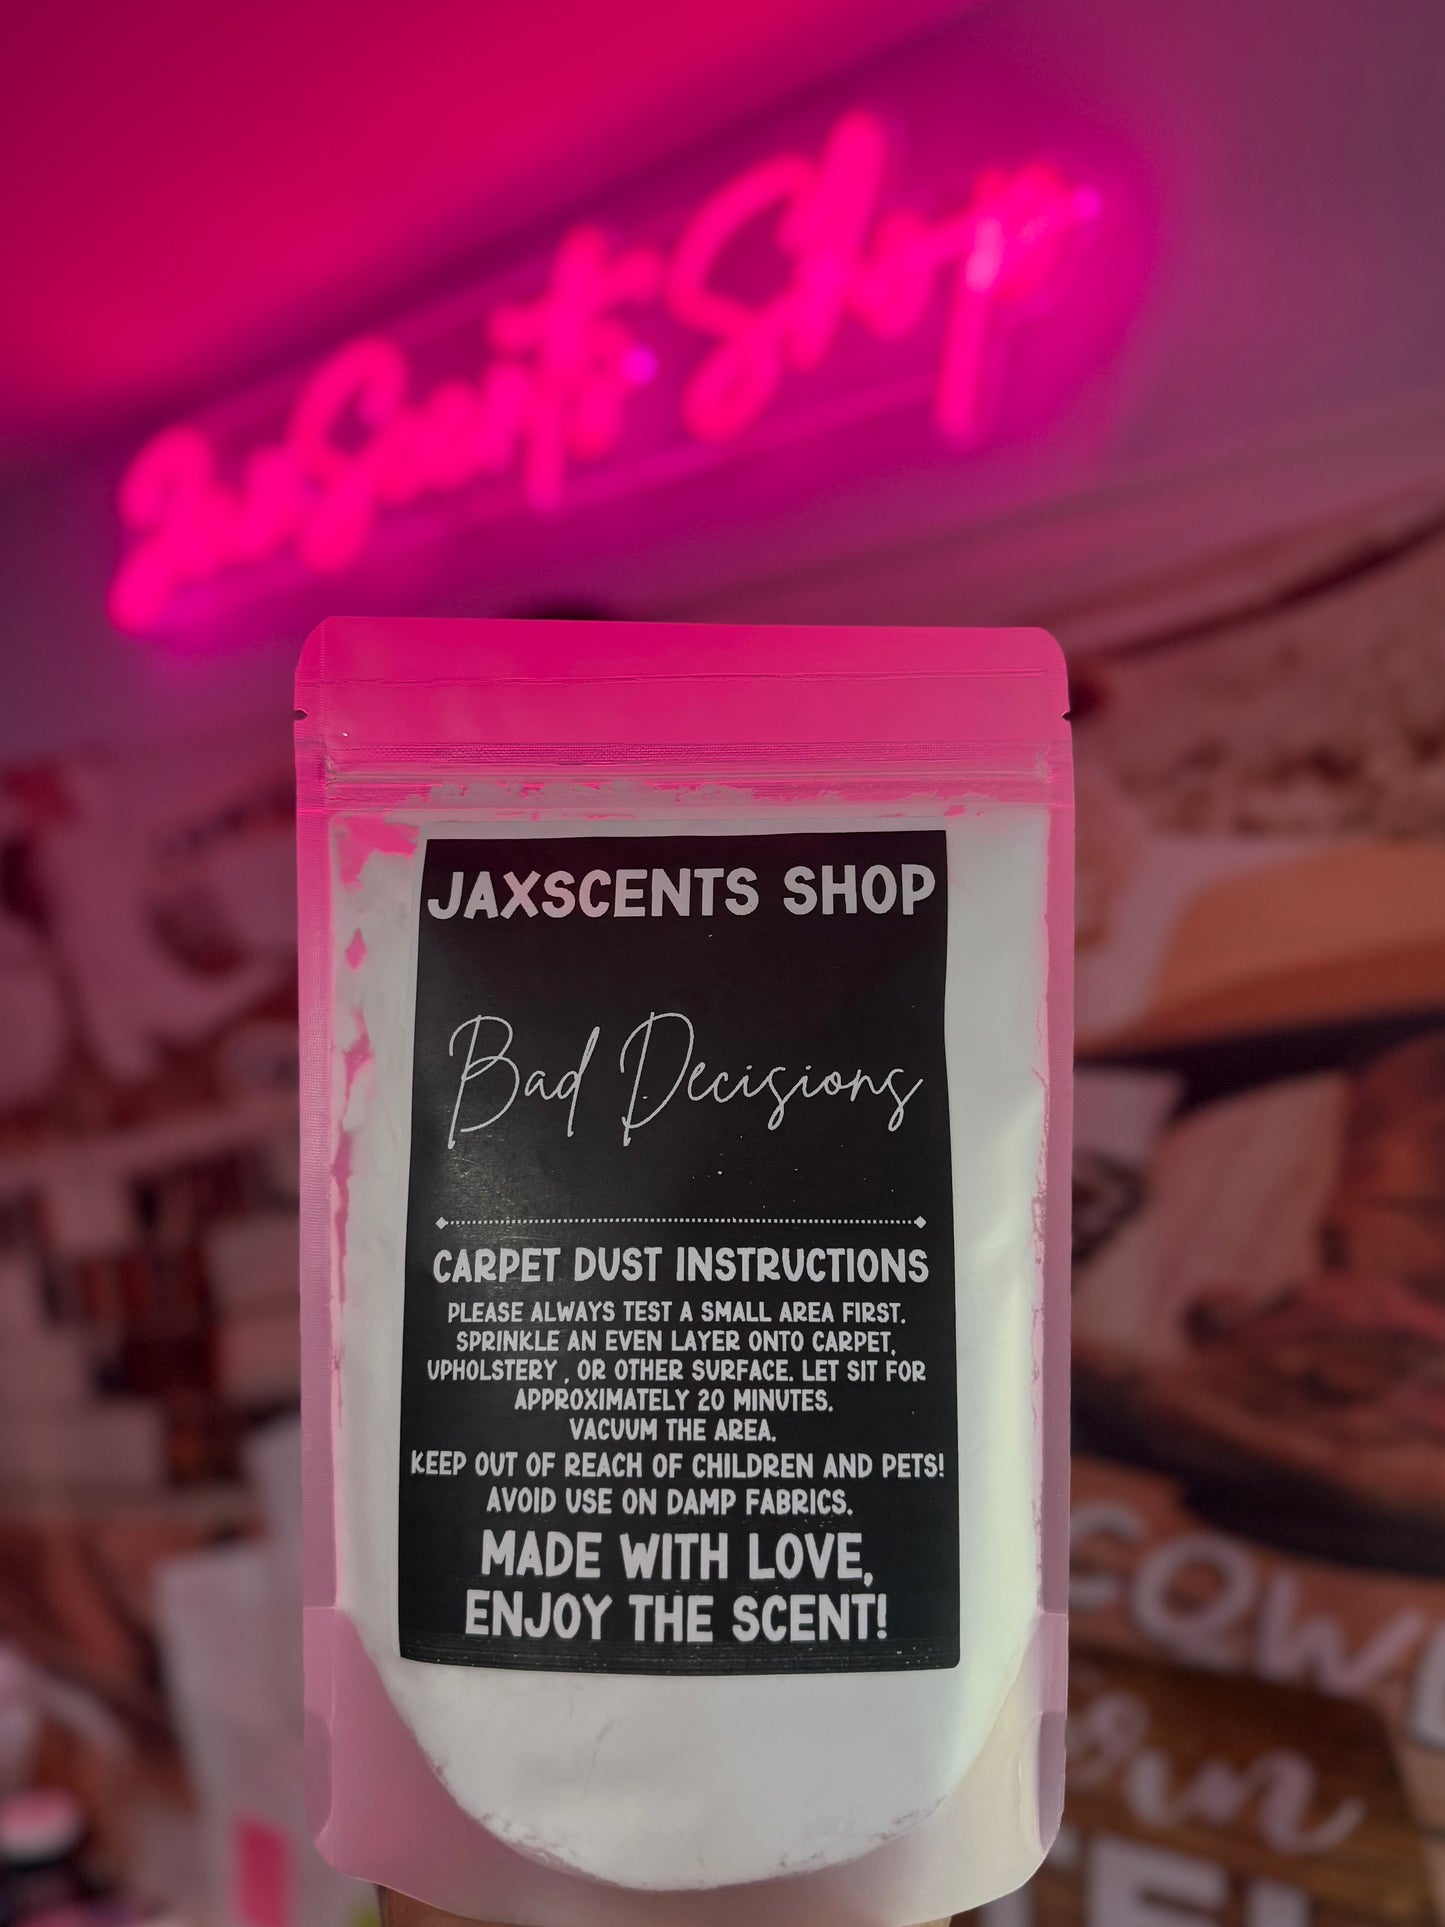 JaxScents Shop
JAXSCENTS SHOP
Bad Decisions
CARPET DUST INSTRUCTIONS
PLEASE ALWAYS TEST A SMALL AREA FIRST.
SPRINKLE AN EVEN LAYER ONTO CARPET,
UPHOLSTERY , OR OTHER SURFACE. LET SIT FOR
APPROXIMATELY 20 MINUTES.
VACUUM THE AREA.
KEEP OUT OF REACH OF CHILDREN AND PETS!
AVOID USE ON DAMP FABRICS.
MADE WITH LOVE,
ENJOY THE SCENT!